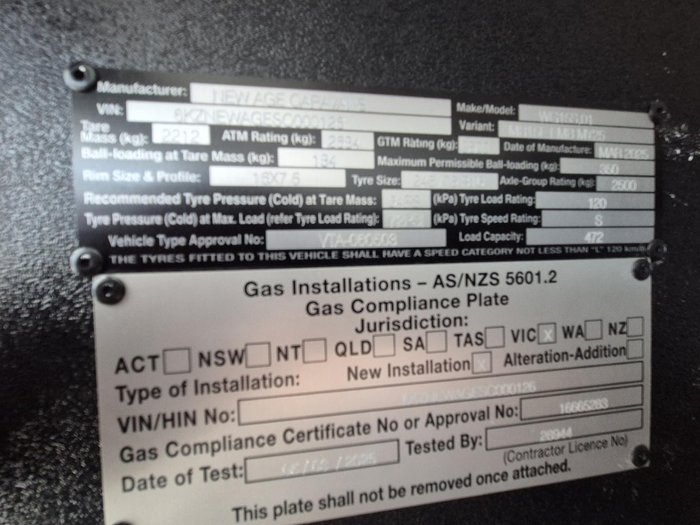 Manufacturer: NEW AGE CARAVANS Make/Model:
VIN: Variant:
Tare Mass (kg): 2212 ATM Rating (kg): GTM Rating (kg): Date of Manufacture: MAR 2025
Ball-loading at Tare Mass (kg): 184 Maximum Permissible Ball-loading (kg): 350
Rim Size & Profile: 16X7.5 Tyre Size: Axle-Group Rating (kg): 2500
Recommended Tyre Pressure (Cold) at Tare Mass: (kPa) Tyre Load Rating: 120
Tyre Pressure (Cold) at Max. Load (refer Tyre Load Rating): (kPa) Tyre Speed Rating: S
Vehicle Type Approval No: Load Capacity: 472
THE TYRES FITTED TO THIS VEHICLE SHALL HAVE A SPEED CATEGORY NOT LESS THAN "L" 120 km/h
Gas Installations – AS/NZS 5601.2
Gas Compliance Plate
Jurisdiction:
ACT NSW NT QLD SA TAS VIC X WA NZ
Type of Installation: New Installation X Alteration-Addition
VIN/HIN No:
Gas Compliance Certificate No or Approval No: 16665283
Date of Test: Tested By: 28944
(Contractor Licence No)
This plate shall not be removed once attached.